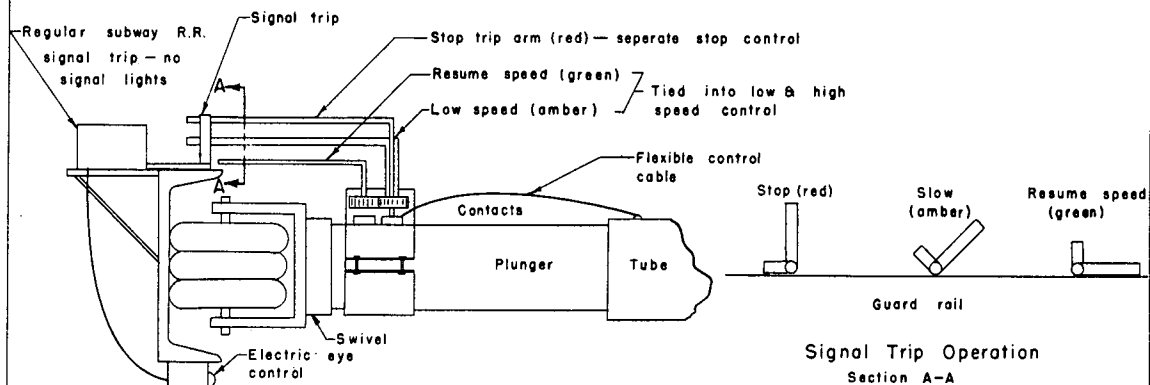 Regular subway R.R.
signal trip — no
signal lights
Signal trip
Stop trip arm (red) — seperate stop control
Resume speed (green)
Low speed (amber)
Tied into low & high
speed control
A
A
Flexible control
cable
Contacts
Plunger
Tube
Swivel
Electric eye
control
Stop (red)
Slow
(amber)
Resume speed
(green)
Guard rail
Signal Trip Operation
Section A-A